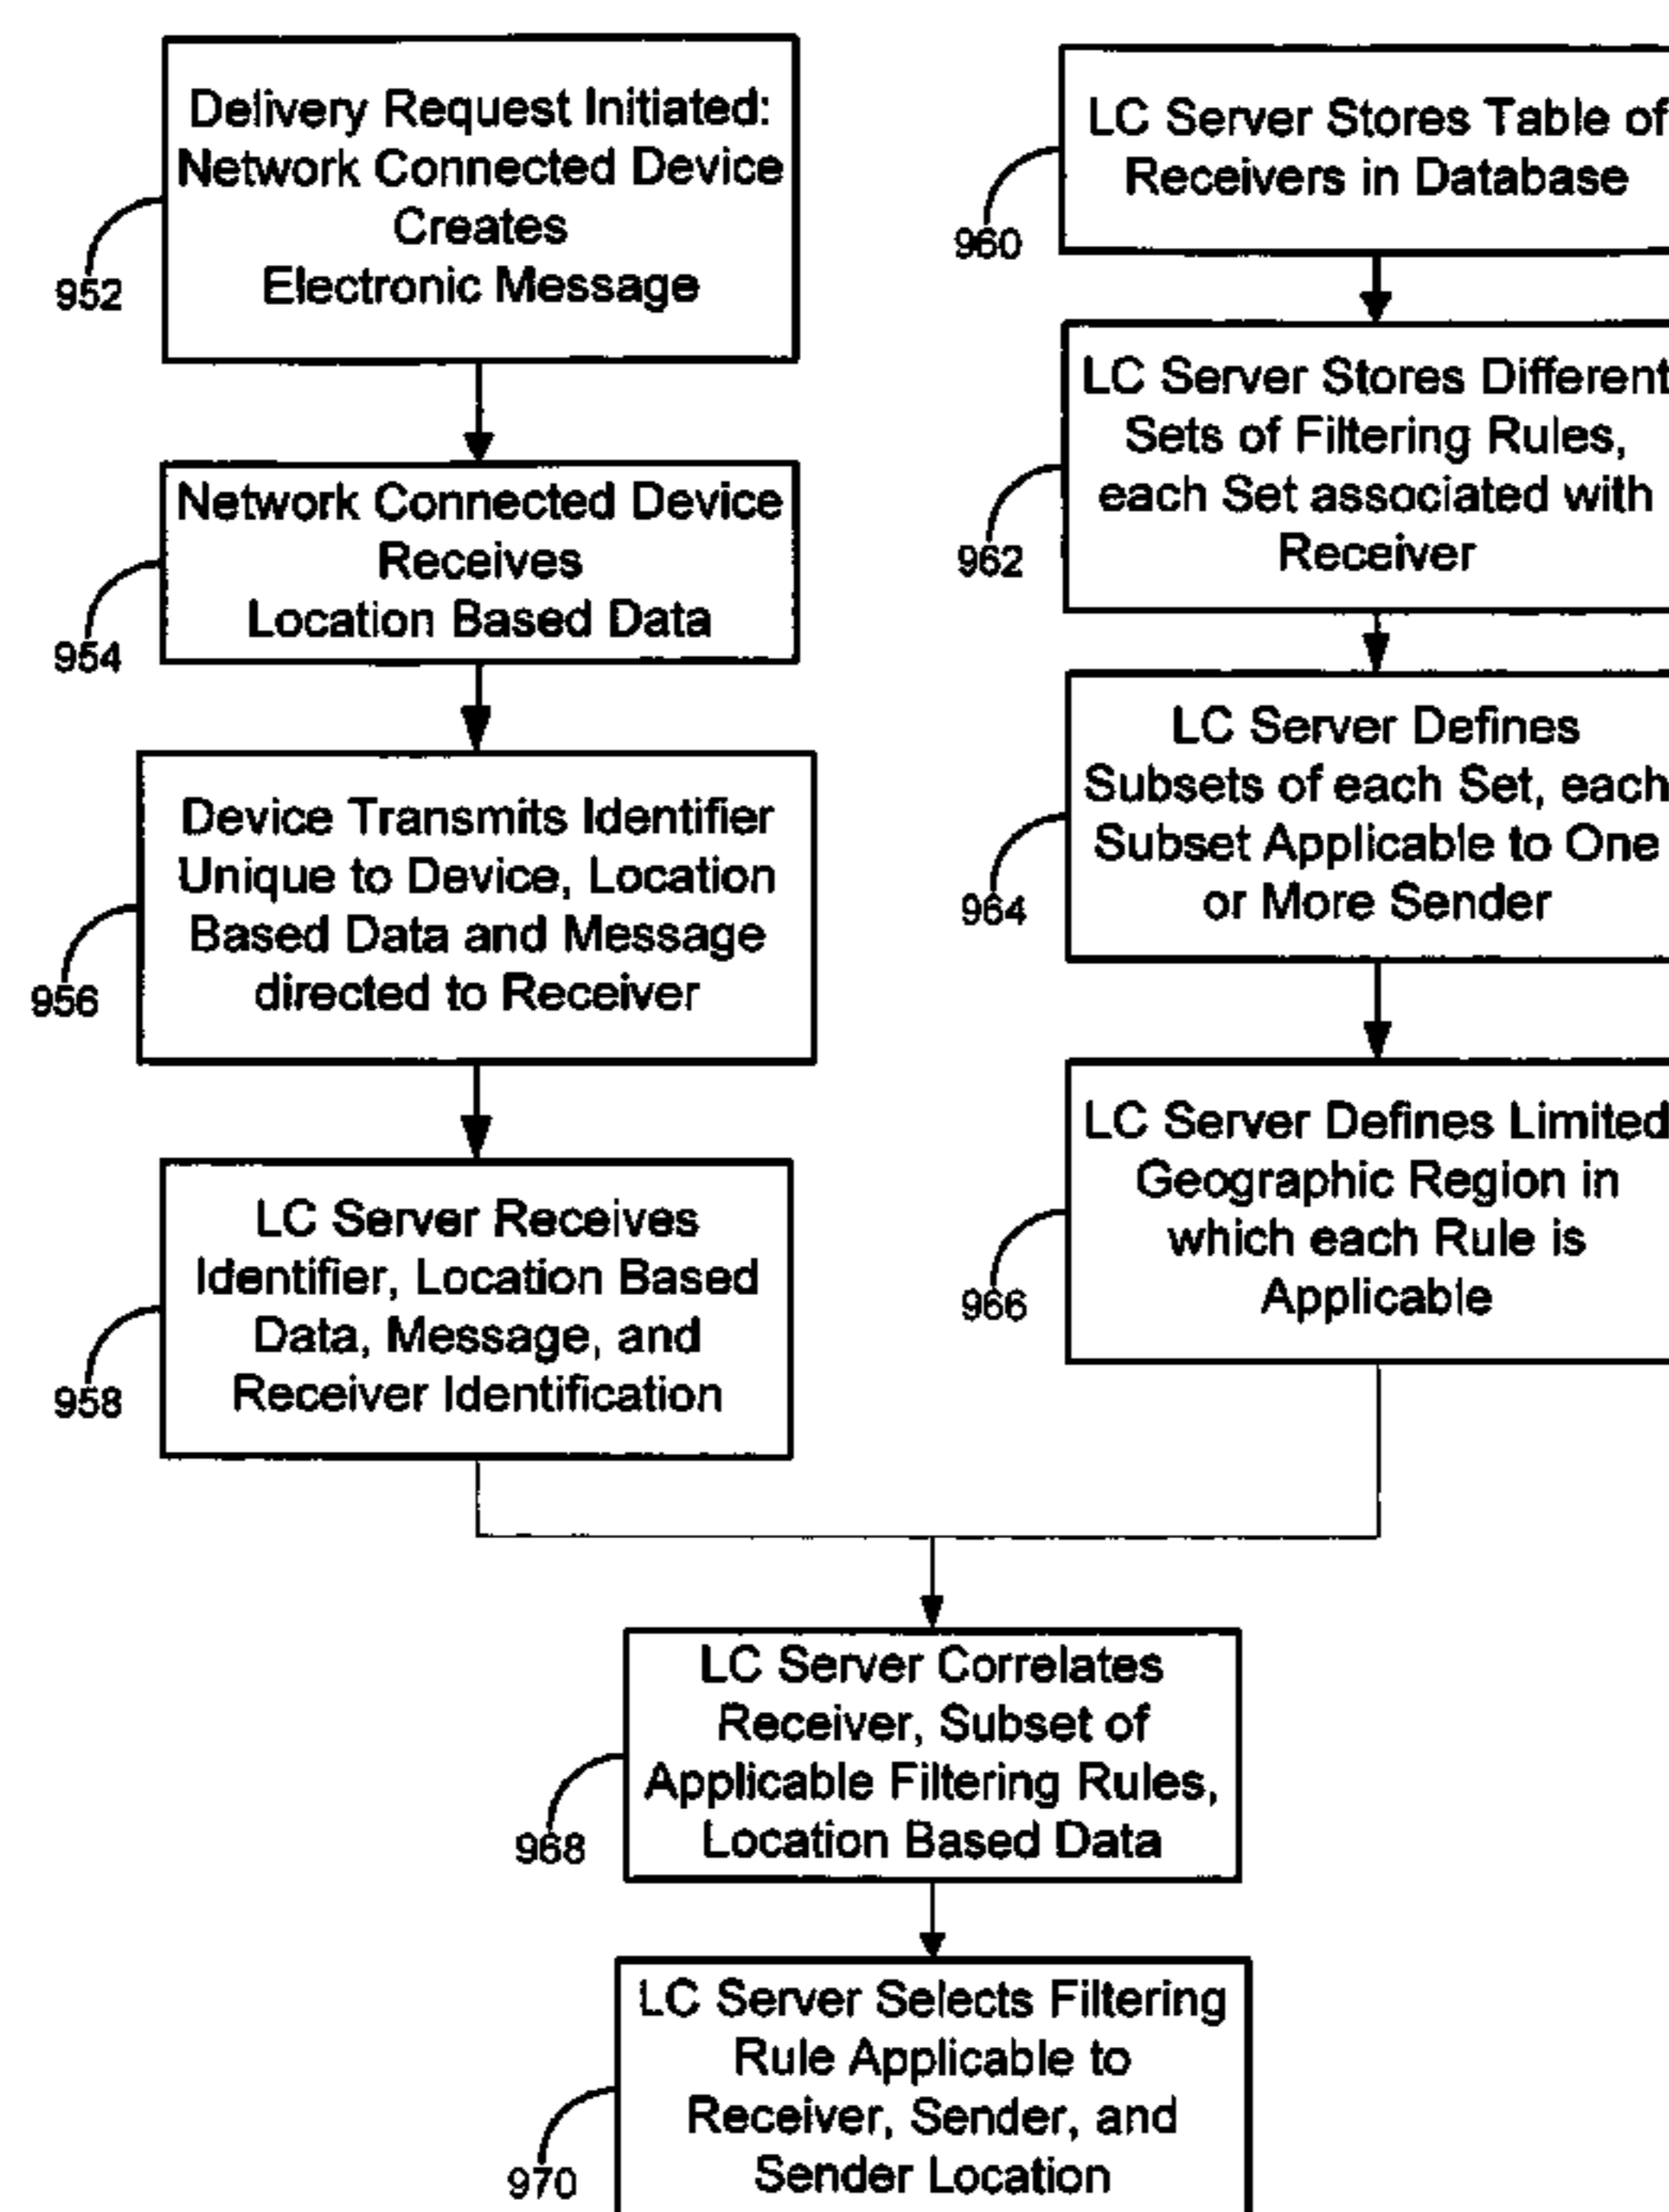 Delivery Request Initiated:
Network Connected Device
Creates
Electronic Message
952
Network Connected Device
Receives
Location Based Data
954
Device Transmits Identifier
Unique to Device, Location
Based Data and Message
directed to Receiver
956
LC Server Receives
Identifier, Location Based
Data, Message, and
Receiver Identification
958
LC Server Stores Table of
Receivers in Database
960
LC Server Stores Different
Sets of Filtering Rules,
each Set associated with
Receiver
962
LC Server Defines
Subsets of each Set, each
Subset Applicable to One
or More Sender
964
LC Server Defines Limited
Geographic Region in
which each Rule is
Applicable
966
LC Server Correlates
Receiver, Subset of
Applicable Filtering Rules,
Location Based Data
968
LC Server Selects Filtering
Rule Applicable to
Receiver, Sender, and
Sender Location
970